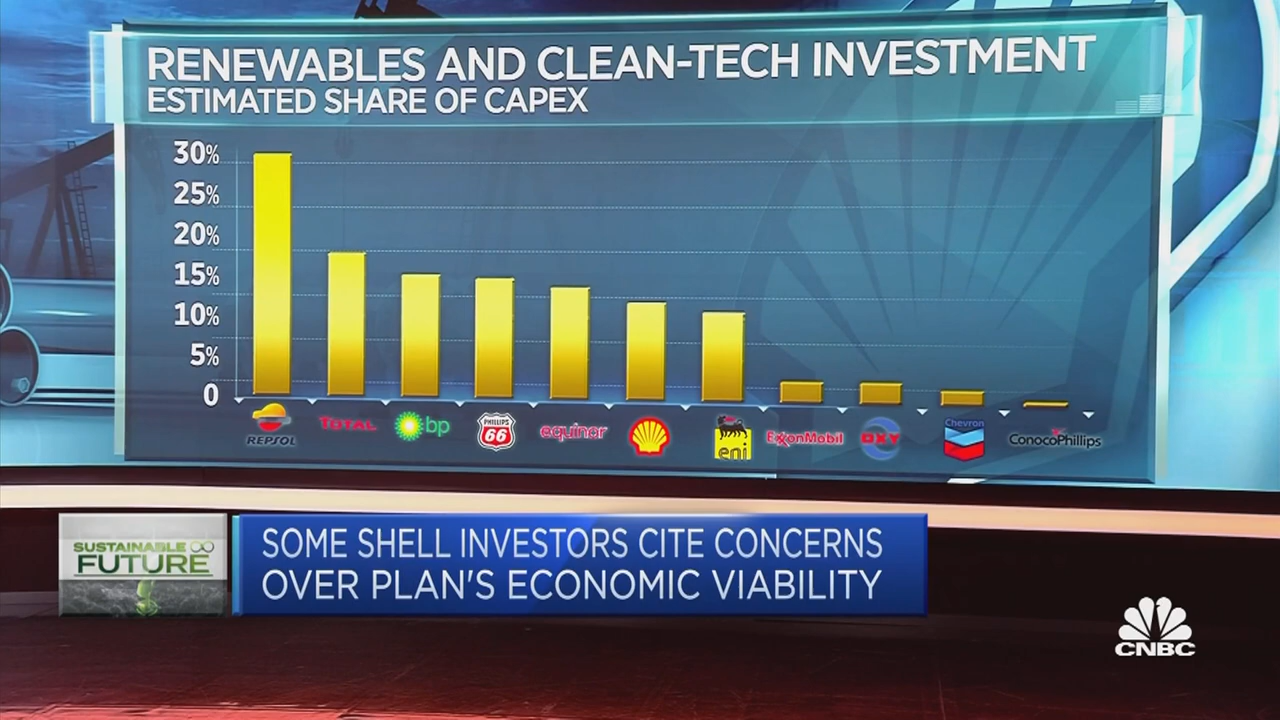 RENEWABLES AND CLEAN-TECH INVESTMENT
ESTIMATED SHARE OF CAPEX
30%
25%
20%
15%
10%
5%
0
REPSOL
TOTAL
bp
PHILLIPS
66
equinor
eni
ExxonMobil
OXY
Chevron
ConocoPhillips
SUSTAINABLE
FUTURE
SOME SHELL INVESTORS CITE CONCERNS
OVER PLAN'S ECONOMIC VIABILITY
CNBC